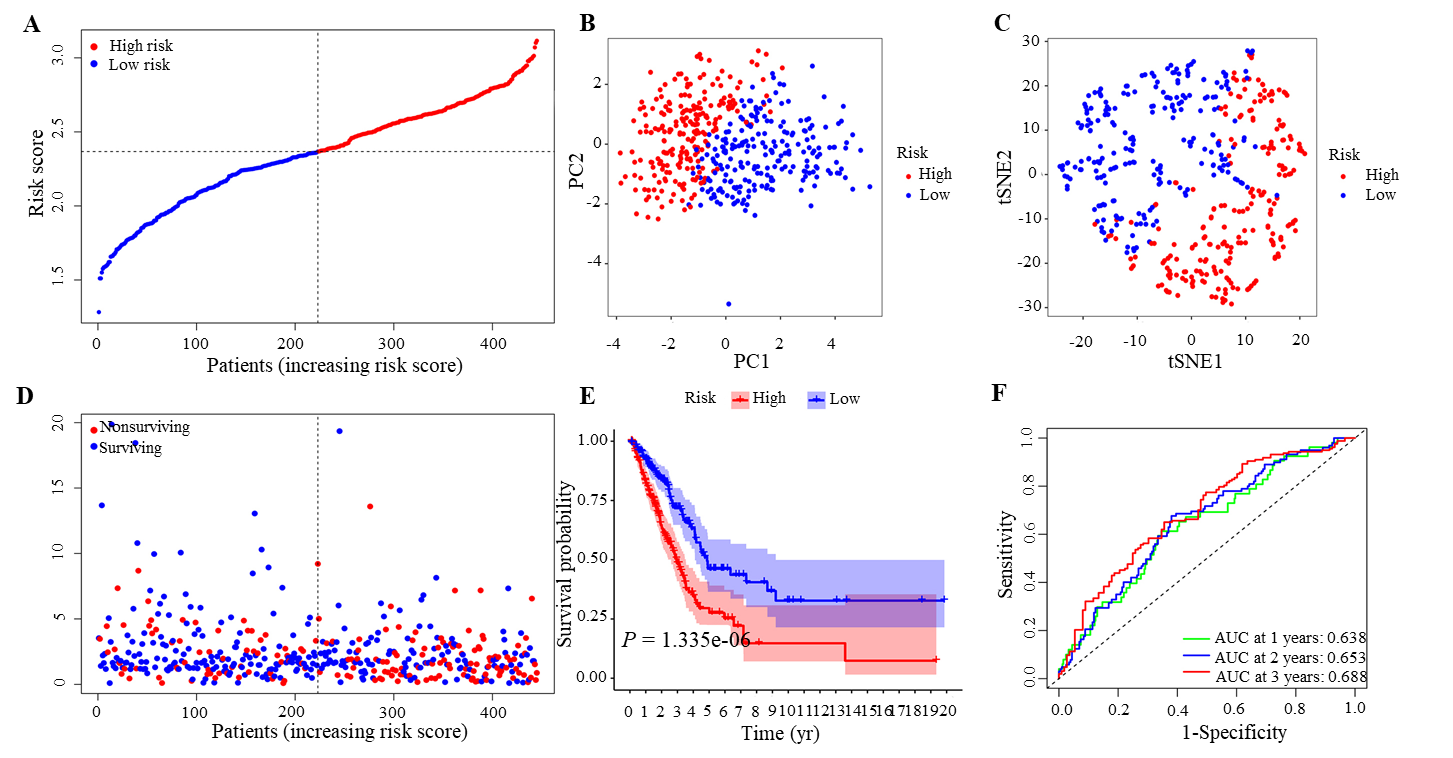 A
High risk
Low risk
Risk score
3.0
2.5
2.0
1.5
0 100 200 300 400
Patients (increasing risk score)
B
PC2
2
0
-2
-4
-4 -2 0 2 4
PC1
Risk
High
Low
C
tSNE2
30
20
10
0
-10
-20
-30
-20 -10 0 10 20
tSNE1
Risk
High
Low
D
Nonsurviving
Surviving
20
15
10
5
0
0 100 200 300 400
Patients (increasing risk score)
E
Risk High Low
Survival probability
1.00
0.75
0.50
0.25
0.00
P = 1.335e-06
0 1 2 3 4 5 6 7 8 9 10 11 12 13 14 15 16 17 18 19 20
Time (yr)
F
Sensitivity
1.0
0.8
0.6
0.4
0.2
0.0
AUC at 1 years: 0.638
AUC at 2 years: 0.653
AUC at 3 years: 0.688
0.0 0.2 0.4 0.6 0.8 1.0
1-Specificity